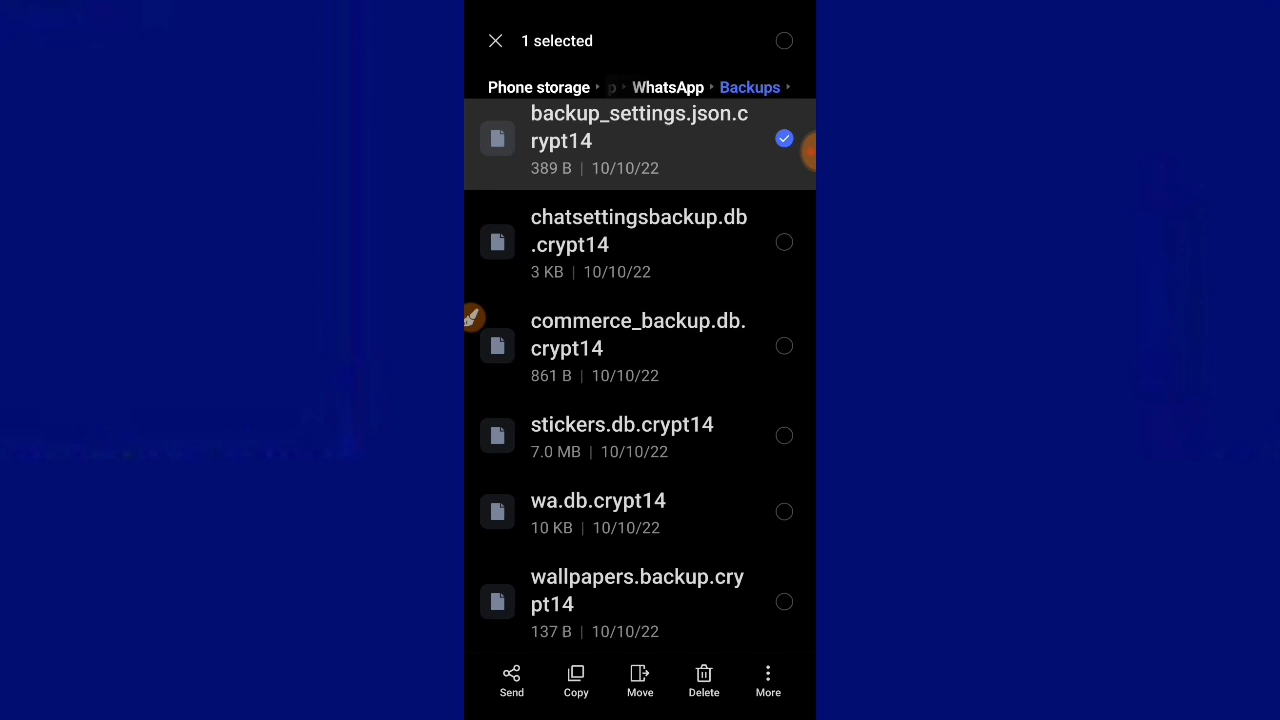 1 selected
Phone storage p WhatsApp Backups
backup_settings.json.c
rypt14
389 B | 10/10/22
chatsettingsbackup.db
.crypt14
3 KB | 10/10/22
commerce_backup.db.
crypt14
861 B | 10/10/22
stickers.db.crypt14
7.0 MB | 10/10/22
wa.db.crypt14
10 KB | 10/10/22
wallpapers.backup.cry
pt14
137 B | 10/10/22
Send Copy Move Delete More